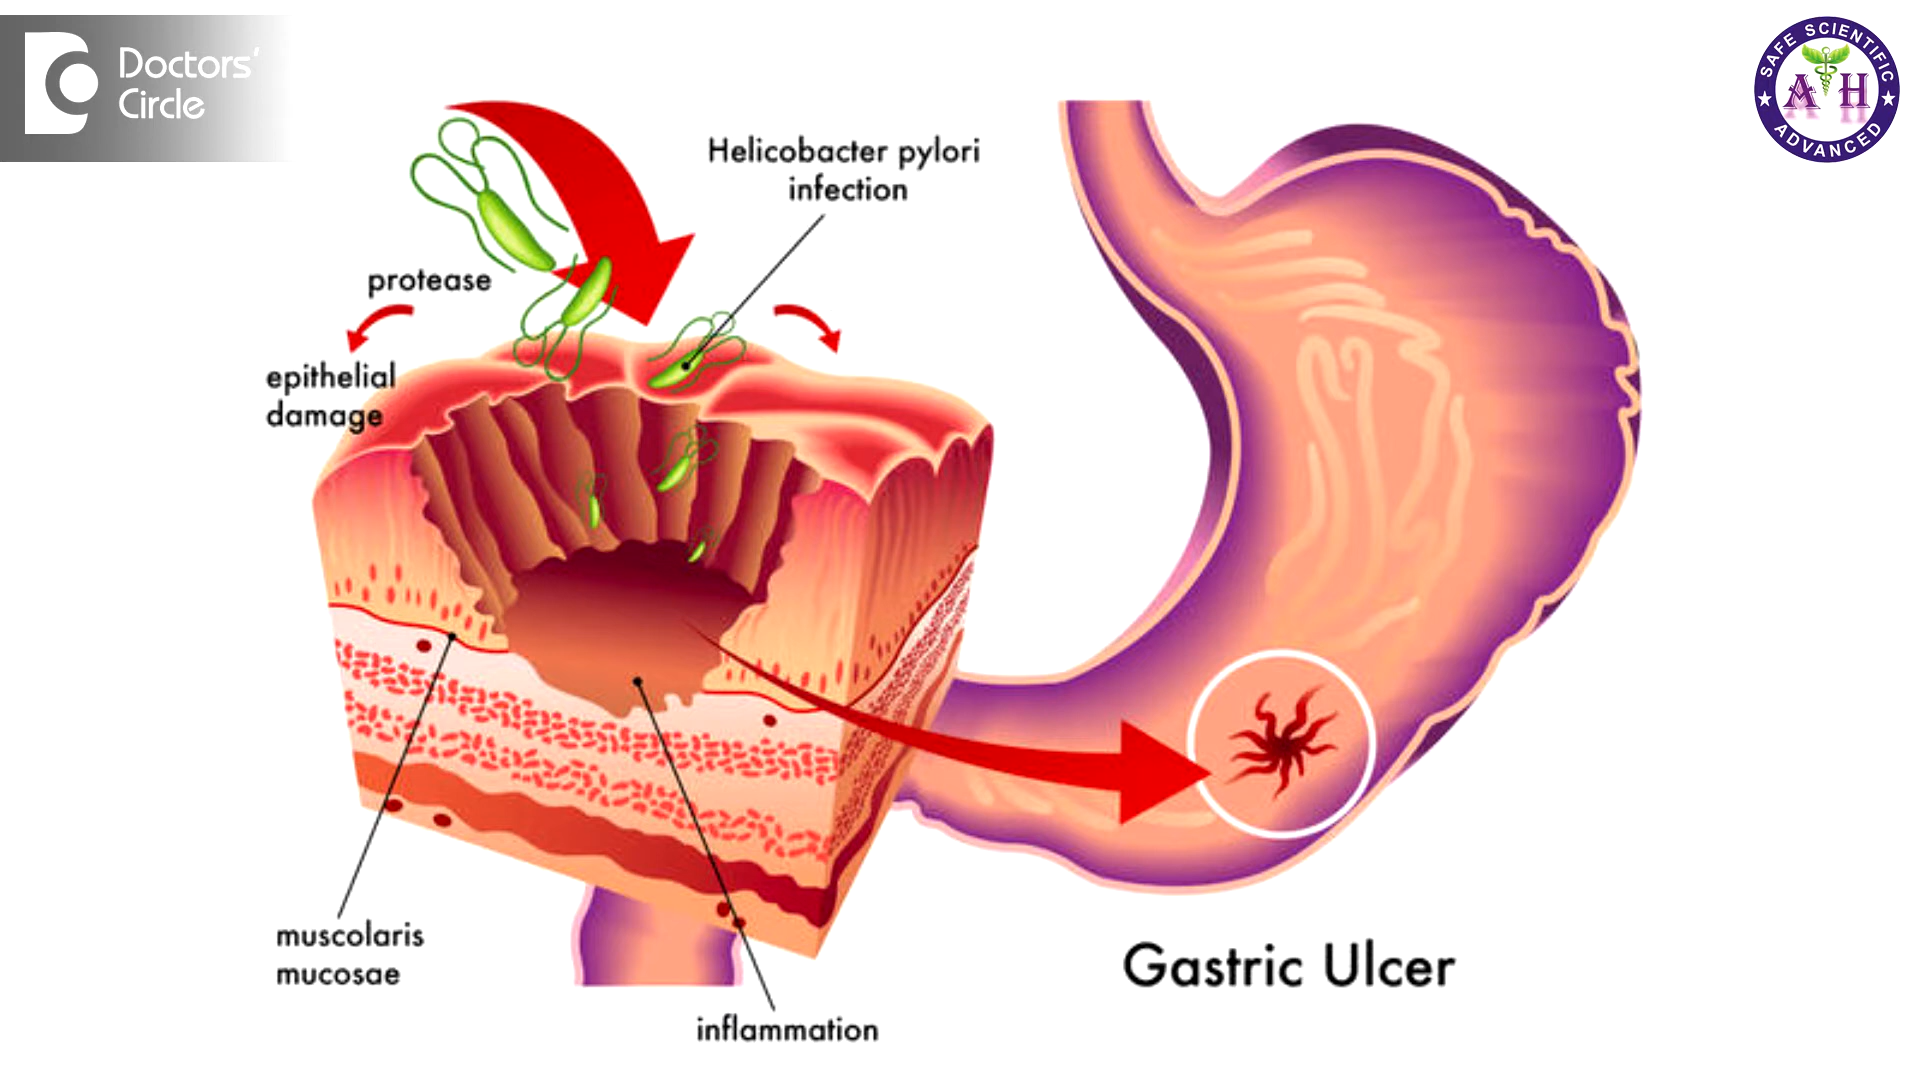 Doctors'
Circle
SAFE SCIENTIFIC
A H
ADVANCED
Helicobacter pylori
infection
protease
epithelial
damage
muscolaris
mucosae
inflammation
Gastric Ulcer